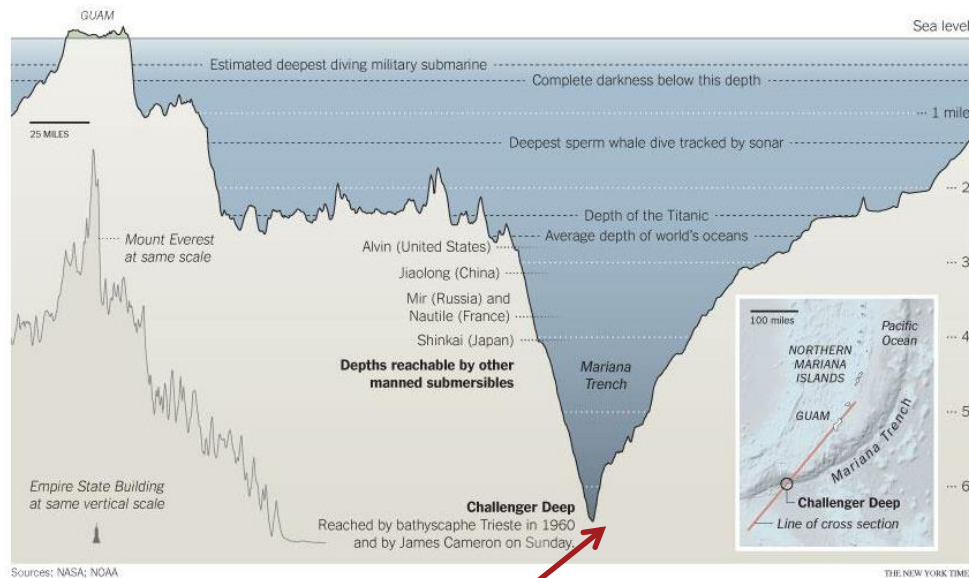 GUAM
Sea level
Estimated deepest diving military submarine
Complete darkness below this depth
25 MILES
1 mile
Deepest sperm whale dive tracked by sonar
2
Mount Everest
at same scale
Depth of the Titanic
Average depth of world's oceans
Alvin (United States)
3
Jiaolong (China)
Mir (Russia) and
Nautile (France)
Shinkai (Japan)
4
Depths reachable by other
manned submersibles
Mariana
Trench
5
6
Empire State Building
at same vertical scale
Challenger Deep
Reached by bathyscaphe Trieste in 1960
and by James Cameron on Sunday.
100 miles
Pacific
Ocean
NORTHERN
MARIANA
ISLANDS
GUAM
Mariana Trench
Challenger Deep
Line of cross section
Sources: NASA; NOAA
THE NEW YORK TIME